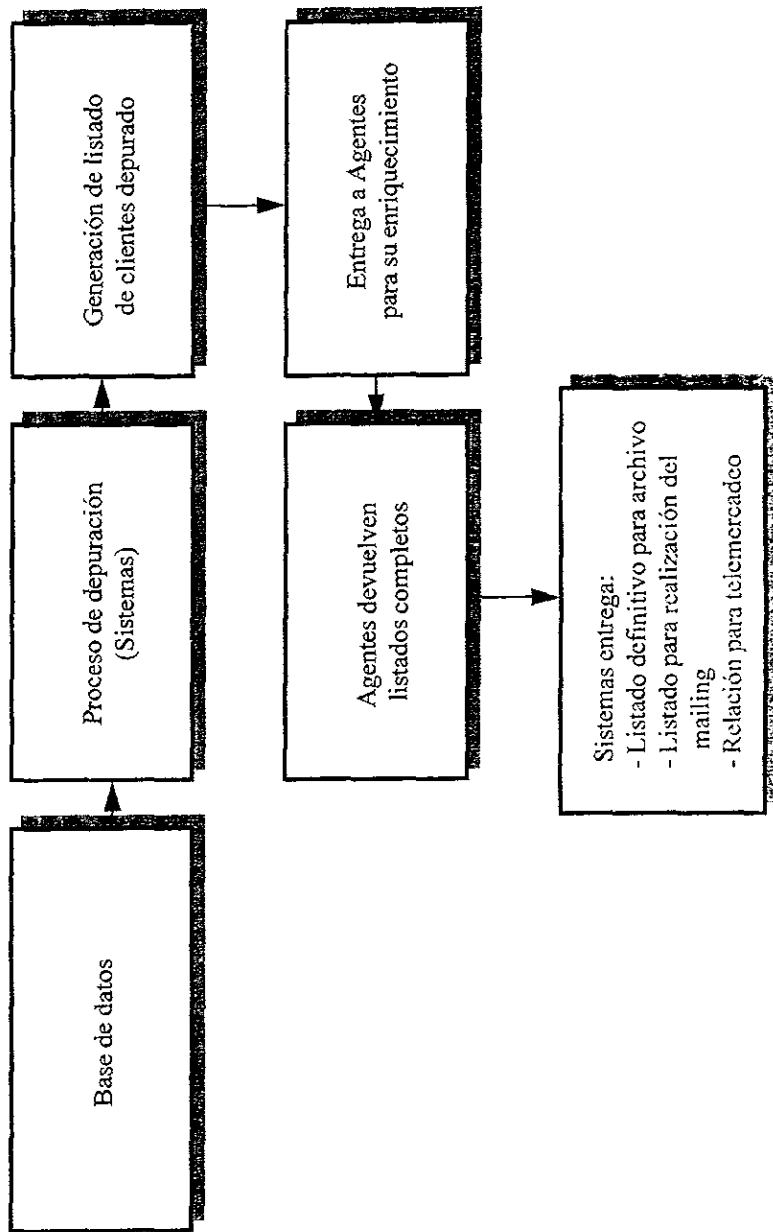 Base de datos
Proceso de depuración
(Sistemas)
Generación de listado
de clientes depurado
Entrega a Agentes
para su enriquecimiento
Agentes devuelven
listados completos
Sistemas entrega:
- Listado definitivo para archivo
- Listado para realización del
mailing
- Relación para telemercadeo